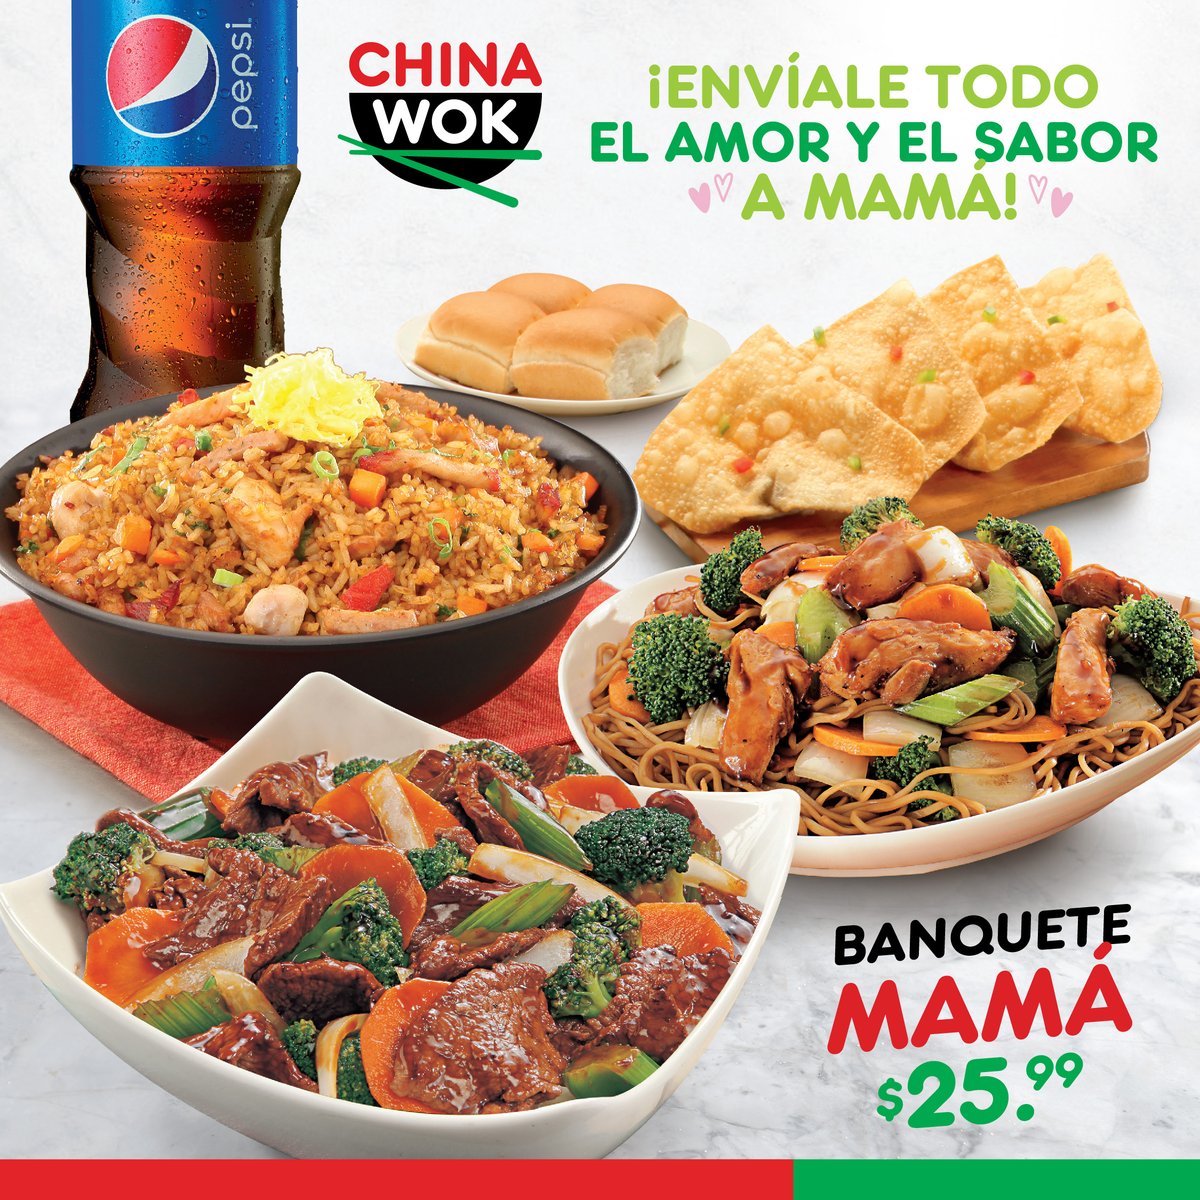 pepsi
CHINA
WOK
¡ENVÍALE TODO
EL AMOR Y EL SABOR
A MAMÁ!
BANQUETE
MAMÁ
$25.99